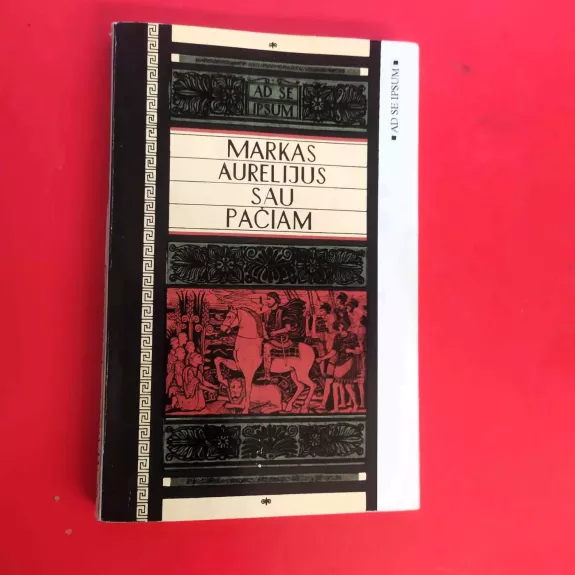 AD SE
IPSUM
MARKAS
AURELIJUS
SAU
PAČIAM
■ AD SE IPSUM ■